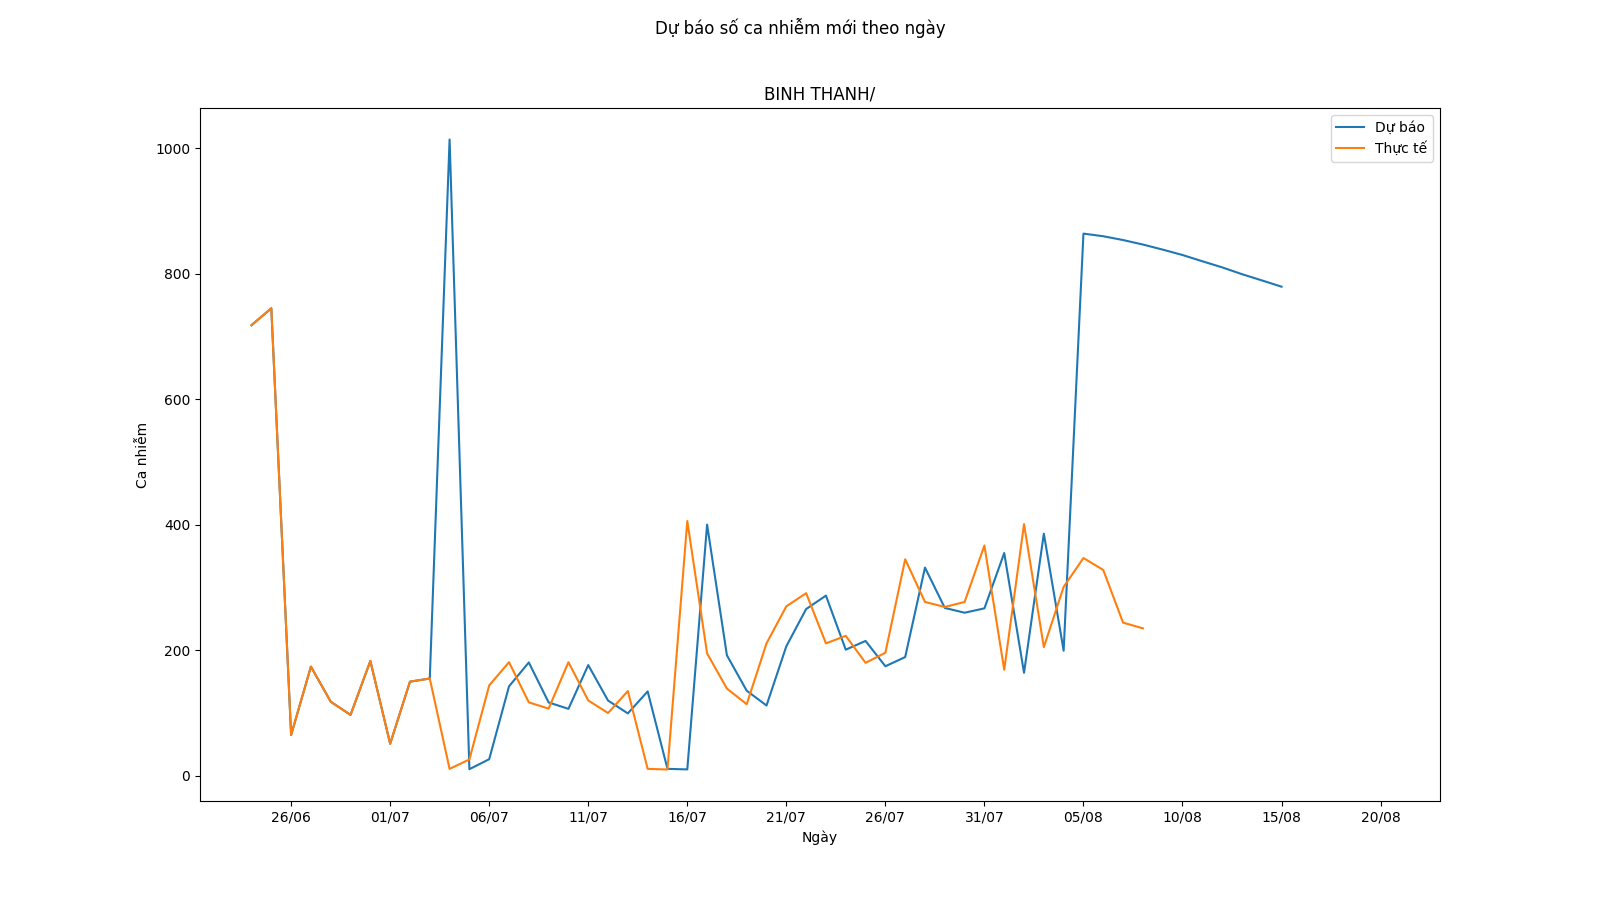 Dự báo số ca nhiễm mới theo ngày
BINH THANH/
Dự báo
Thực tế
1000
800
600
400
200
0
Ca nhiễm
26/06 01/07 06/07 11/07 16/07 21/07 26/07 31/07 05/08 10/08 15/08 20/08
Ngày